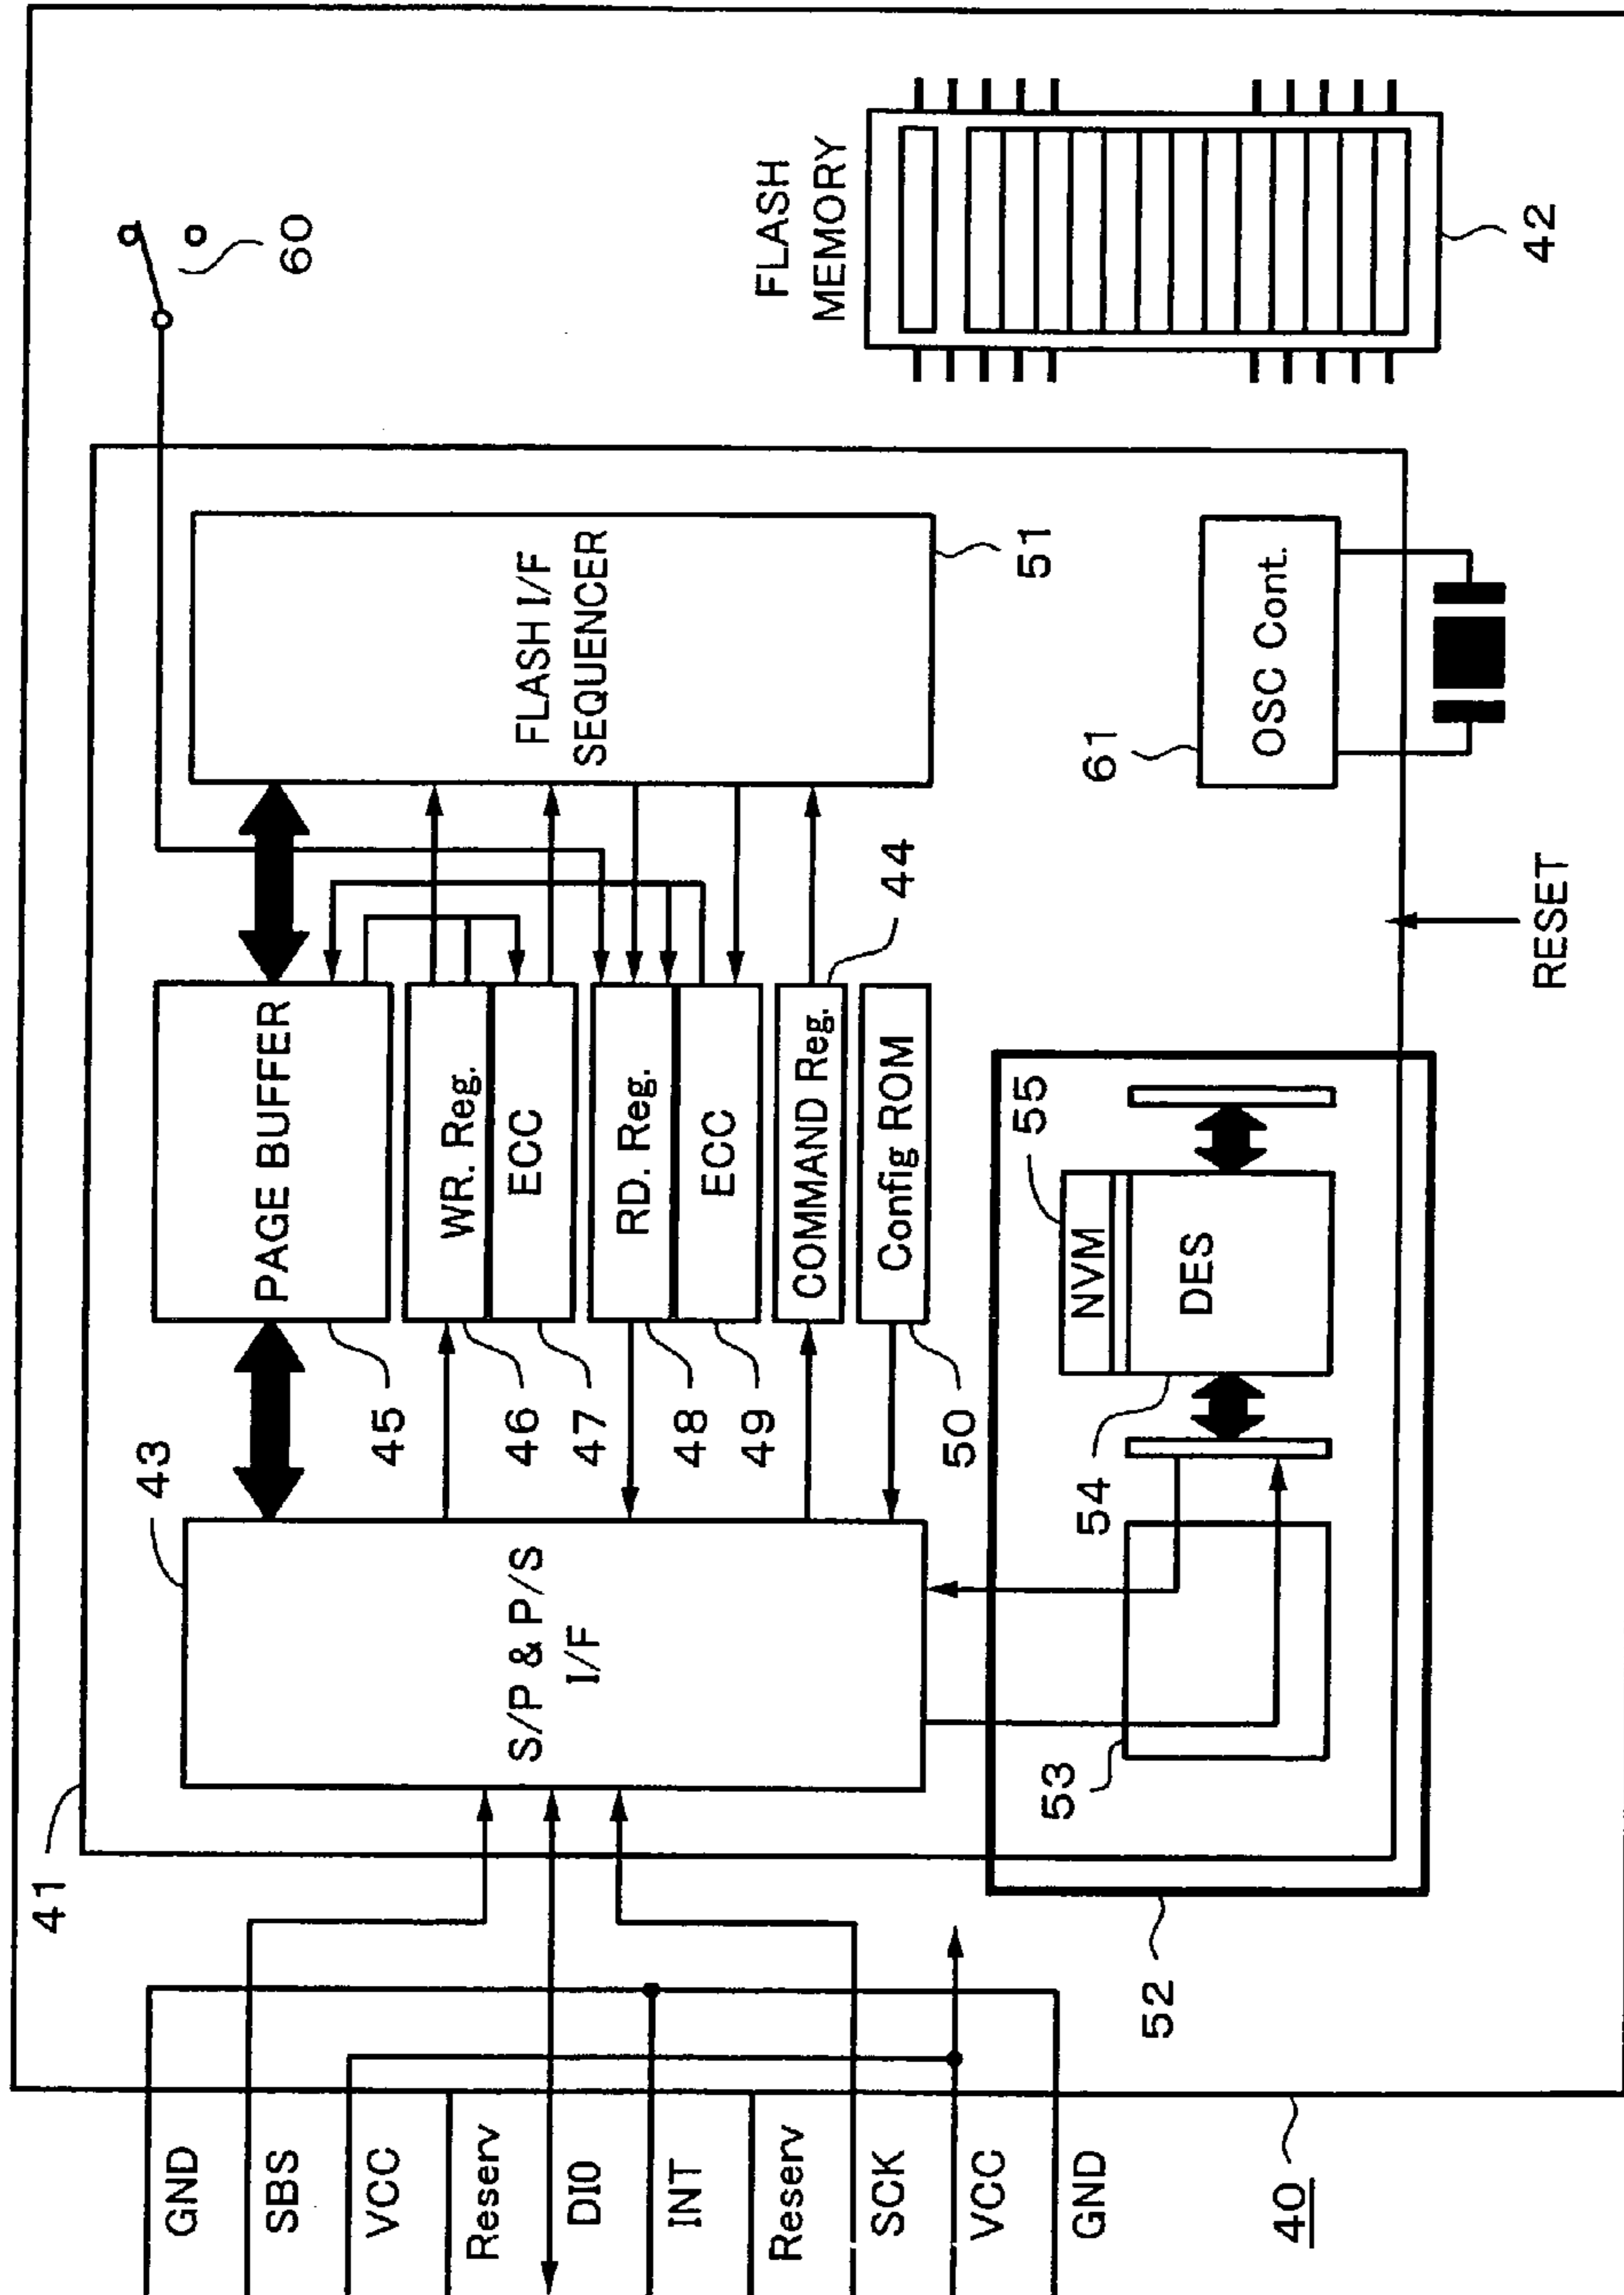 GND
SBS
VCC
Reserv
DIO
INT
Reserv
SCK
VCC
GND
40
41
43
S/P & P/S
I/F
PAGE BUFFER
45
WR. Reg.
46
ECC
47
RD. Reg.
48
ECC
49
COMMAND Reg.
44
Config ROM
50
FLASH I/F
SEQUENCER
51
60
FLASH
MEMORY
42
52
53
54
NVM
55
DES
61
OSC Cont.
RESET